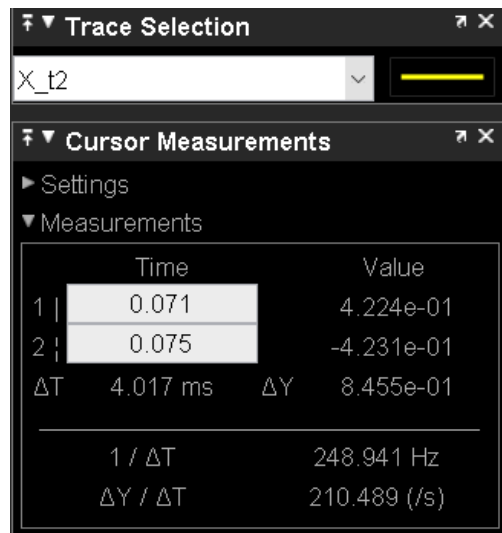 Trace Selection
X_t2
Cursor Measurements
Settings
Measurements
Time Value
1 | 0.071 4.224e-01
2 ¦ 0.075 -4.231e-01
ΔT 4.017 ms ΔY 8.455e-01
1 / ΔT 248.941 Hz
ΔY / ΔT 210.489 (/s)